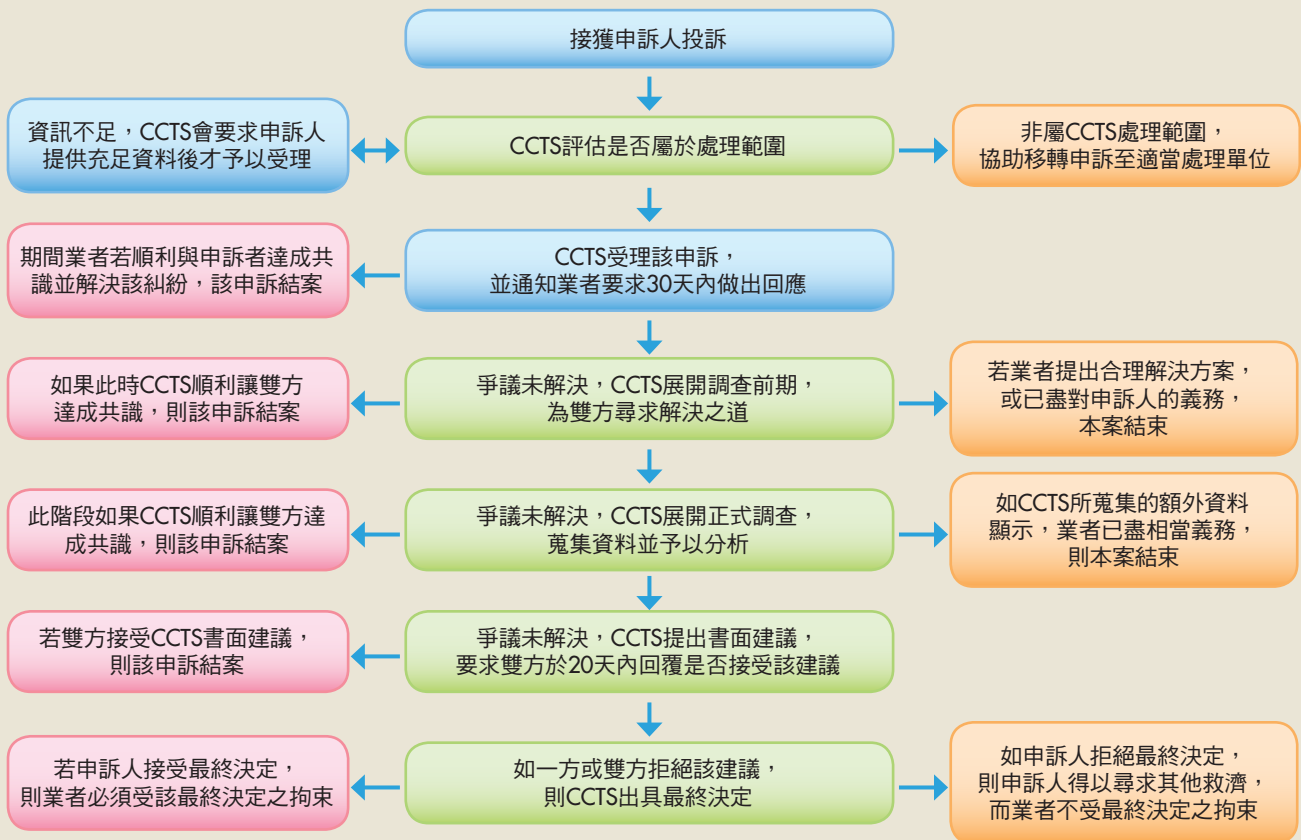 接獲申訴人投訴
資訊不足，CCTS會要求申訴人
提供充足資料後才予以受理
CCTS評估是否屬於處理範圍
非屬CCTS處理範圍，
協助移轉申訴至適當處理單位
期間業者若順利與申訴者達成共
識並解決該糾紛，該申訴結案
CCTS受理該申訴，
並通知業者要求30天內做出回應
如果此時CCTS順利讓雙方
達成共識，則該申訴結案
爭議未解決，CCTS展開調查前期，
為雙方尋求解決之道
若業者提出合理解決方案，
或已盡對申訴人的義務，
本案結束
此階段如果CCTS順利讓雙方達
成共識，則該申訴結案
爭議未解決，CCTS展開正式調查，
蒐集資料並予以分析
如CCTS所蒐集的額外資料
顯示，業者已盡相當義務，
則本案結束
若雙方接受CCTS書面建議，
則該申訴結案
爭議未解決，CCTS提出書面建議，
要求雙方於20天內回覆是否接受該建議
若申訴人接受最終決定，
則業者必須受該最終決定之拘束
如一方或雙方拒絕該建議，
則CCTS出具最終決定
如申訴人拒絕最終決定，
則申訴人得以尋求其他救濟，
而業者不受最終決定之拘束